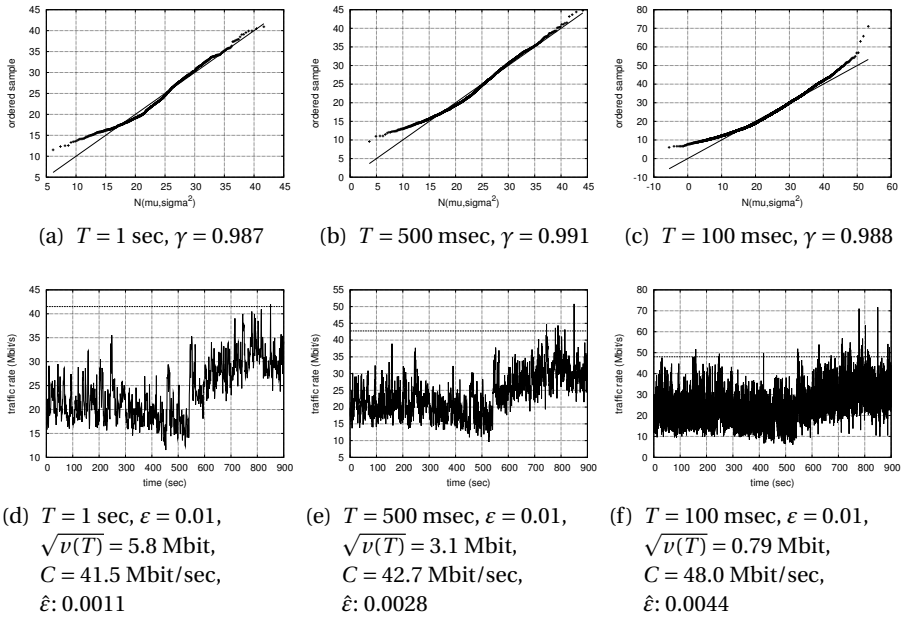 45
40
35
30
25
20
15
10
5
ordered sample
5 10 15 20 25 30 35 40 45
N(mu,sigma²)
(a) T = 1 sec, γ = 0.987
45
40
35
30
25
20
15
10
5
0
ordered sample
0 5 10 15 20 25 30 35 40 45
N(mu,sigma²)
(b) T = 500 msec, γ = 0.991
80
70
60
50
40
30
20
10
0
-10
ordered sample
-10 0 10 20 30 40 50 60
N(mu,sigma²)
(c) T = 100 msec, γ = 0.988
45
40
35
30
25
20
15
10
traffic rate (Mbit/s)
0 100 200 300 400 500 600 700 800 900
time (sec)
(d) T = 1 sec, ε = 0.01,
√v(T) = 5.8 Mbit,
C = 41.5 Mbit/sec,
ε̂: 0.0011
55
50
45
40
35
30
25
20
15
10
5
traffic rate (Mbit/s)
0 100 200 300 400 500 600 700 800 900
time (sec)
(e) T = 500 msec, ε = 0.01,
√v(T) = 3.1 Mbit,
C = 42.7 Mbit/sec,
ε̂: 0.0028
80
70
60
50
40
30
20
10
0
traffic rate (Mbit/s)
0 100 200 300 400 500 600 700 800 900
time (sec)
(f) T = 100 msec, ε = 0.01,
√v(T) = 0.79 Mbit,
C = 48.0 Mbit/sec,
ε̂: 0.0044